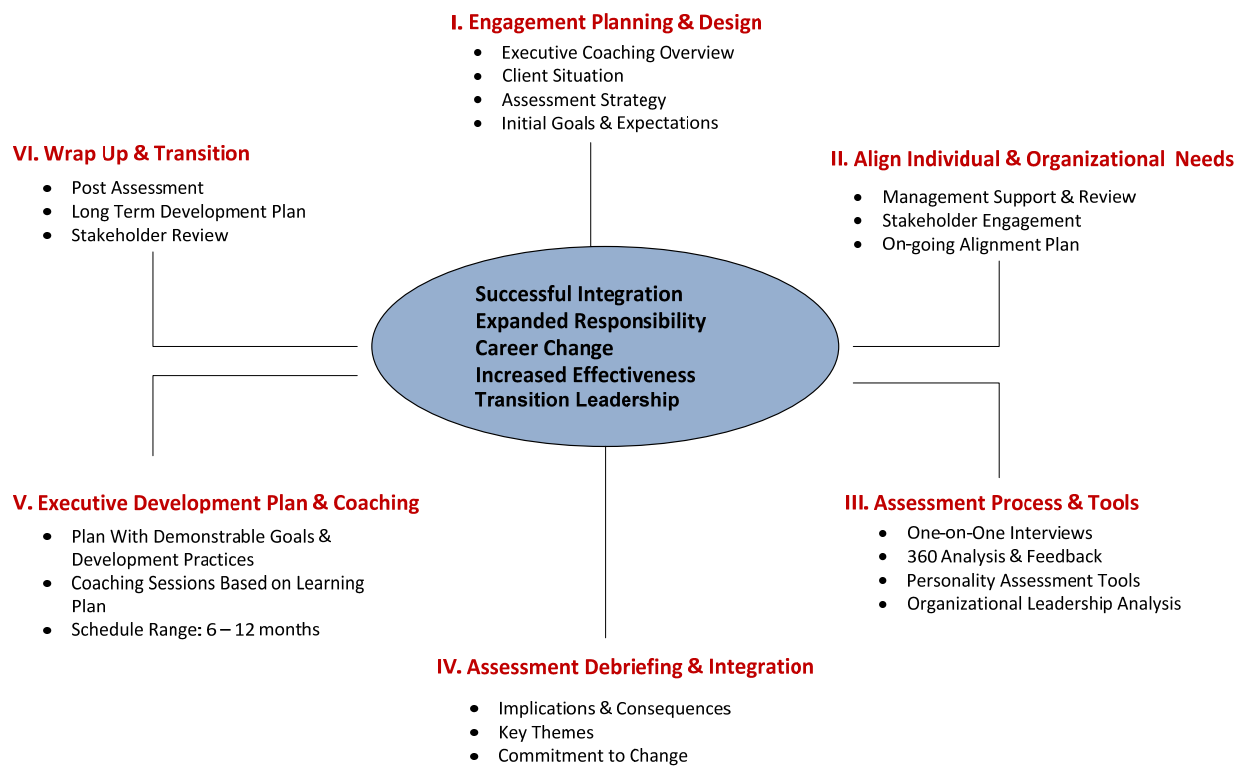 I. Engagement Planning & Design
• Executive Coaching Overview
• Client Situation
• Assessment Strategy
• Initial Goals & Expectations
VI. Wrap Up & Transition
• Post Assessment
• Long Term Development Plan
• Stakeholder Review
II. Align Individual & Organizational Needs
• Management Support & Review
• Stakeholder Engagement
• On-going Alignment Plan
Successful Integration
Expanded Responsibility
Career Change
Increased Effectiveness
Transition Leadership
V. Executive Development Plan & Coaching
• Plan With Demonstrable Goals &
Development Practices
• Coaching Sessions Based on Learning
Plan
• Schedule Range: 6 – 12 months
III. Assessment Process & Tools
• One-on-One Interviews
• 360 Analysis & Feedback
• Personality Assessment Tools
• Organizational Leadership Analysis
IV. Assessment Debriefing & Integration
• Implications & Consequences
• Key Themes
• Commitment to Change